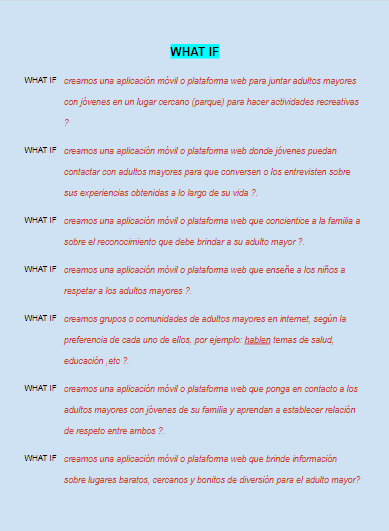 WHAT IF
WHAT IF creamos una aplicación móvil o plataforma web para juntar adultos mayores
con jóvenes en un lugar cercano (parque) para hacer actividades recreativas
?
WHAT IF creamos una aplicación móvil o plataforma web donde jóvenes puedan
contactar con adultos mayores para que conversen o los entrevisten sobre
sus experiencias obtenidas a lo largo de su vida ?.
WHAT IF creamos una aplicación móvil o plataforma web que concientice a la familia a
sobre el reconocimiento que debe brindar a su adulto mayor ?.
WHAT IF creamos una aplicación móvil o plataforma web que enseñe a los niños a
respetar a los adultos mayores ?.
WHAT IF creamos grupos o comunidades de adultos mayores en internet, según la
preferencia de cada uno de ellos, por ejemplo: hablen temas de salud,
educación ,etc ?.
WHAT IF creamos una aplicación móvil o plataforma web que ponga en contacto a los
adultos mayores con jóvenes de su familia y aprendan a establecer relación
de respeto entre ambos ?.
WHAT IF creamos una aplicación móvil o plataforma web que brinde información
sobre lugares baratos, cercanos y bonitos de diversión para el adulto mayor?